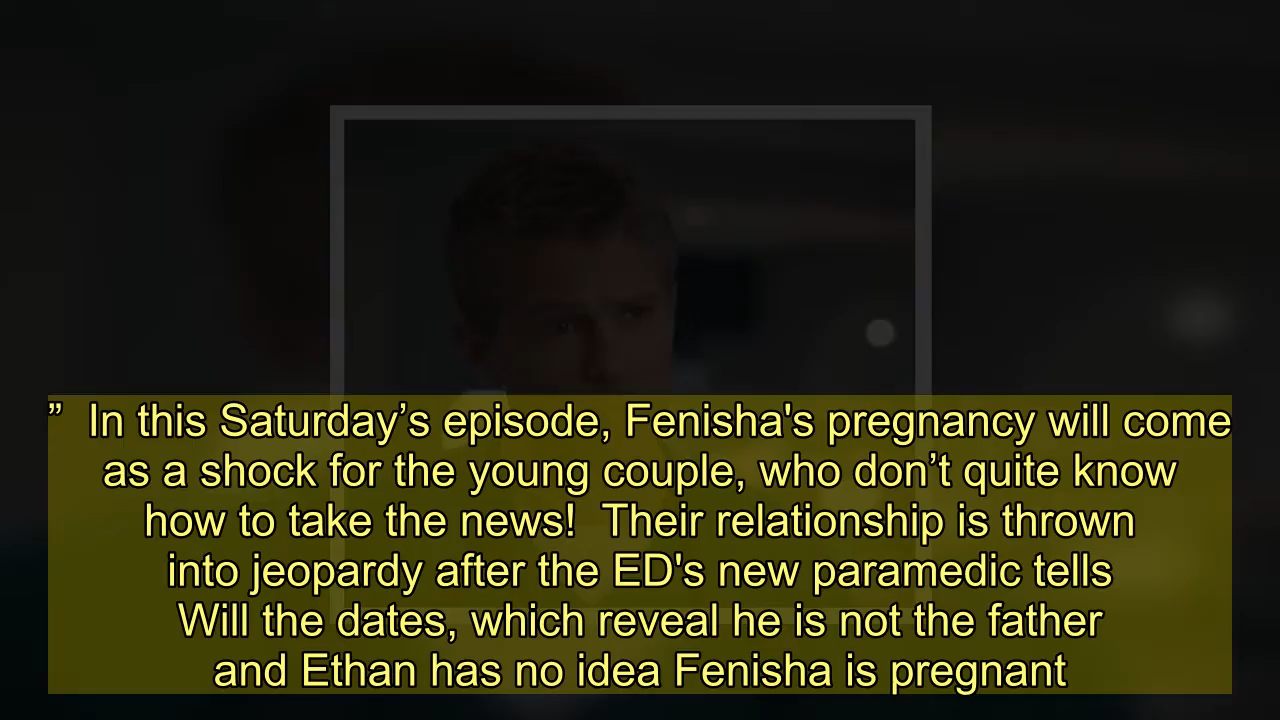 ”  In this Saturday’s episode, Fenisha's pregnancy will come
as a shock for the young couple, who don’t quite know
how to take the news!  Their relationship is thrown
into jeopardy after the ED's new paramedic tells
Will the dates, which reveal he is not the father
and Ethan has no idea Fenisha is pregnant